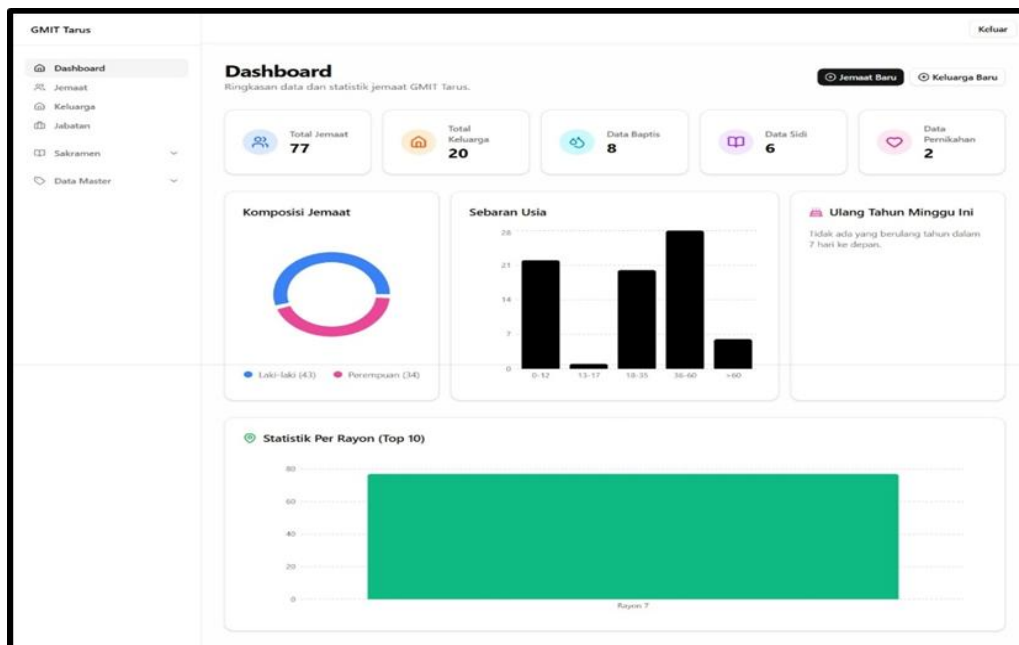 GMIT Tarus
Keluar
Dashboard
Jemaat
Keluarga
Jabatan
Sakramen
Data Master
Dashboard
Ringkasan data dan statistik jemaat GMIT Tarus.
Jemaat Baru
Keluarga Baru
Total Jemaat
77
Total
Keluarga
20
Data Baptis
8
Data Sidi
6
Data
Pernikahan
2
Komposisi Jemaat
Laki-laki (43)
Perempuan (34)
Sebaran Usia
28
21
14
7
0
0-12
13-17
18-35
36-60
>60
Ulang Tahun Minggu Ini
Tidak ada yang berulang tahun dalam
7 hari ke depan.
Statistik Per Rayon (Top 10)
80
60
40
20
0
Rayon 7